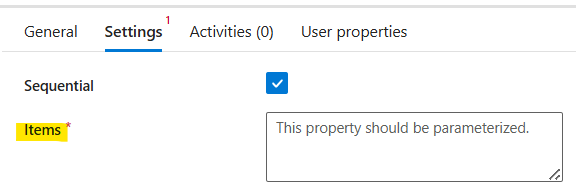 General Settings 1 Activities (0) User properties
Sequential
Items * This property should be parameterized.